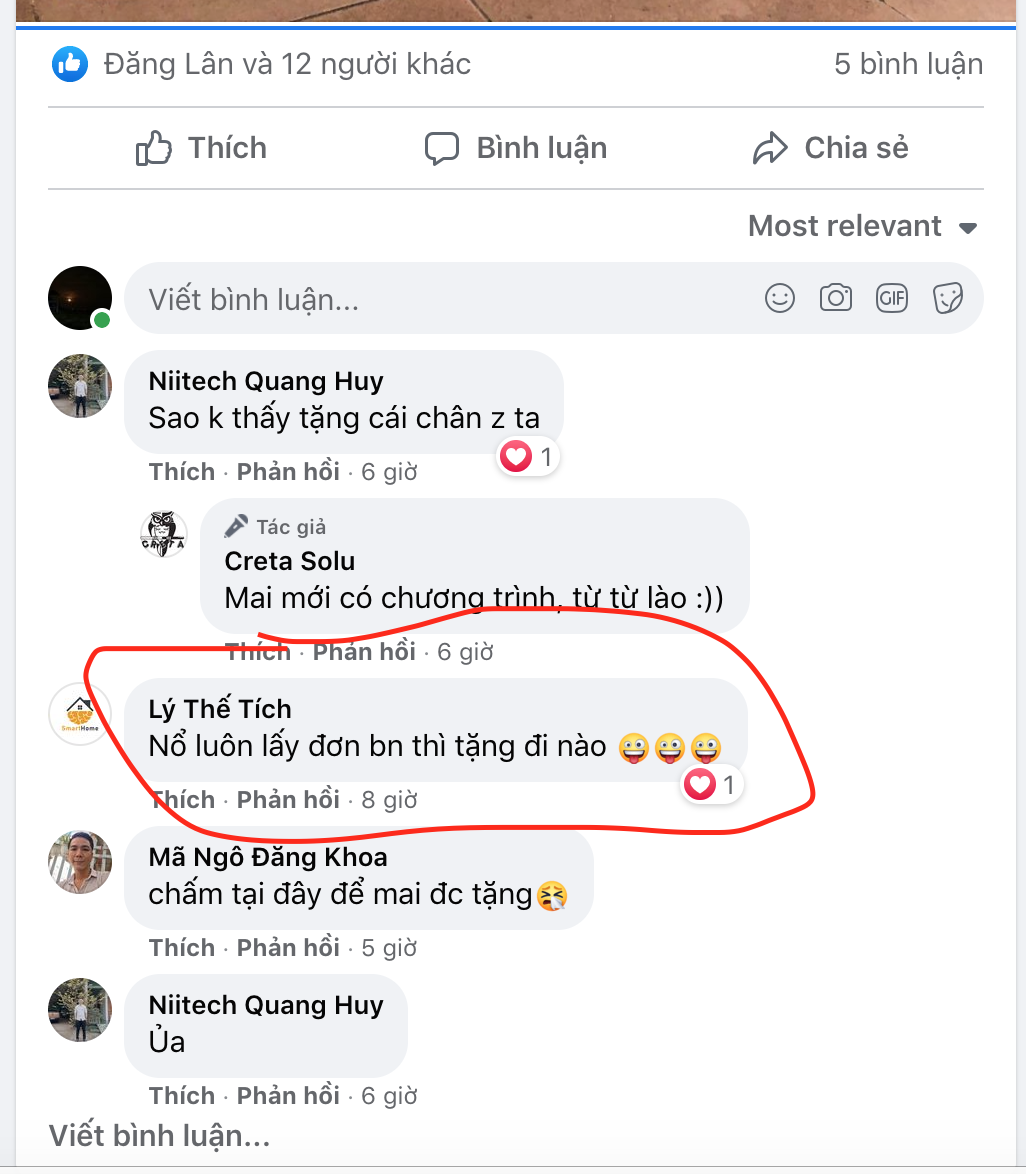 Đăng Lân và 12 người khác
5 bình luận
Thích
Bình luận
Chia sẻ
Most relevant
Viết bình luận...
GIF
Niitech Quang Huy
Sao k thấy tặng cái chân z ta
1
Thích · Phản hồi · 6 giờ
CRETA
Tác giả
Creta Solu
Mai mới có chương trình, từ từ lào :))
Thích · Phản hồi · 6 giờ
SmartHome
Lý Thế Tích
Nổ luôn lấy đơn bn thì tặng đi nào 🤪🤪🤪
1
Thích · Phản hồi · 8 giờ
Mã Ngô Đăng Khoa
chấm tại đây để mai đc tặng
Thích · Phản hồi · 5 giờ
Niitech Quang Huy
Ủa
Thích · Phản hồi · 6 giờ
Viết bình luận...